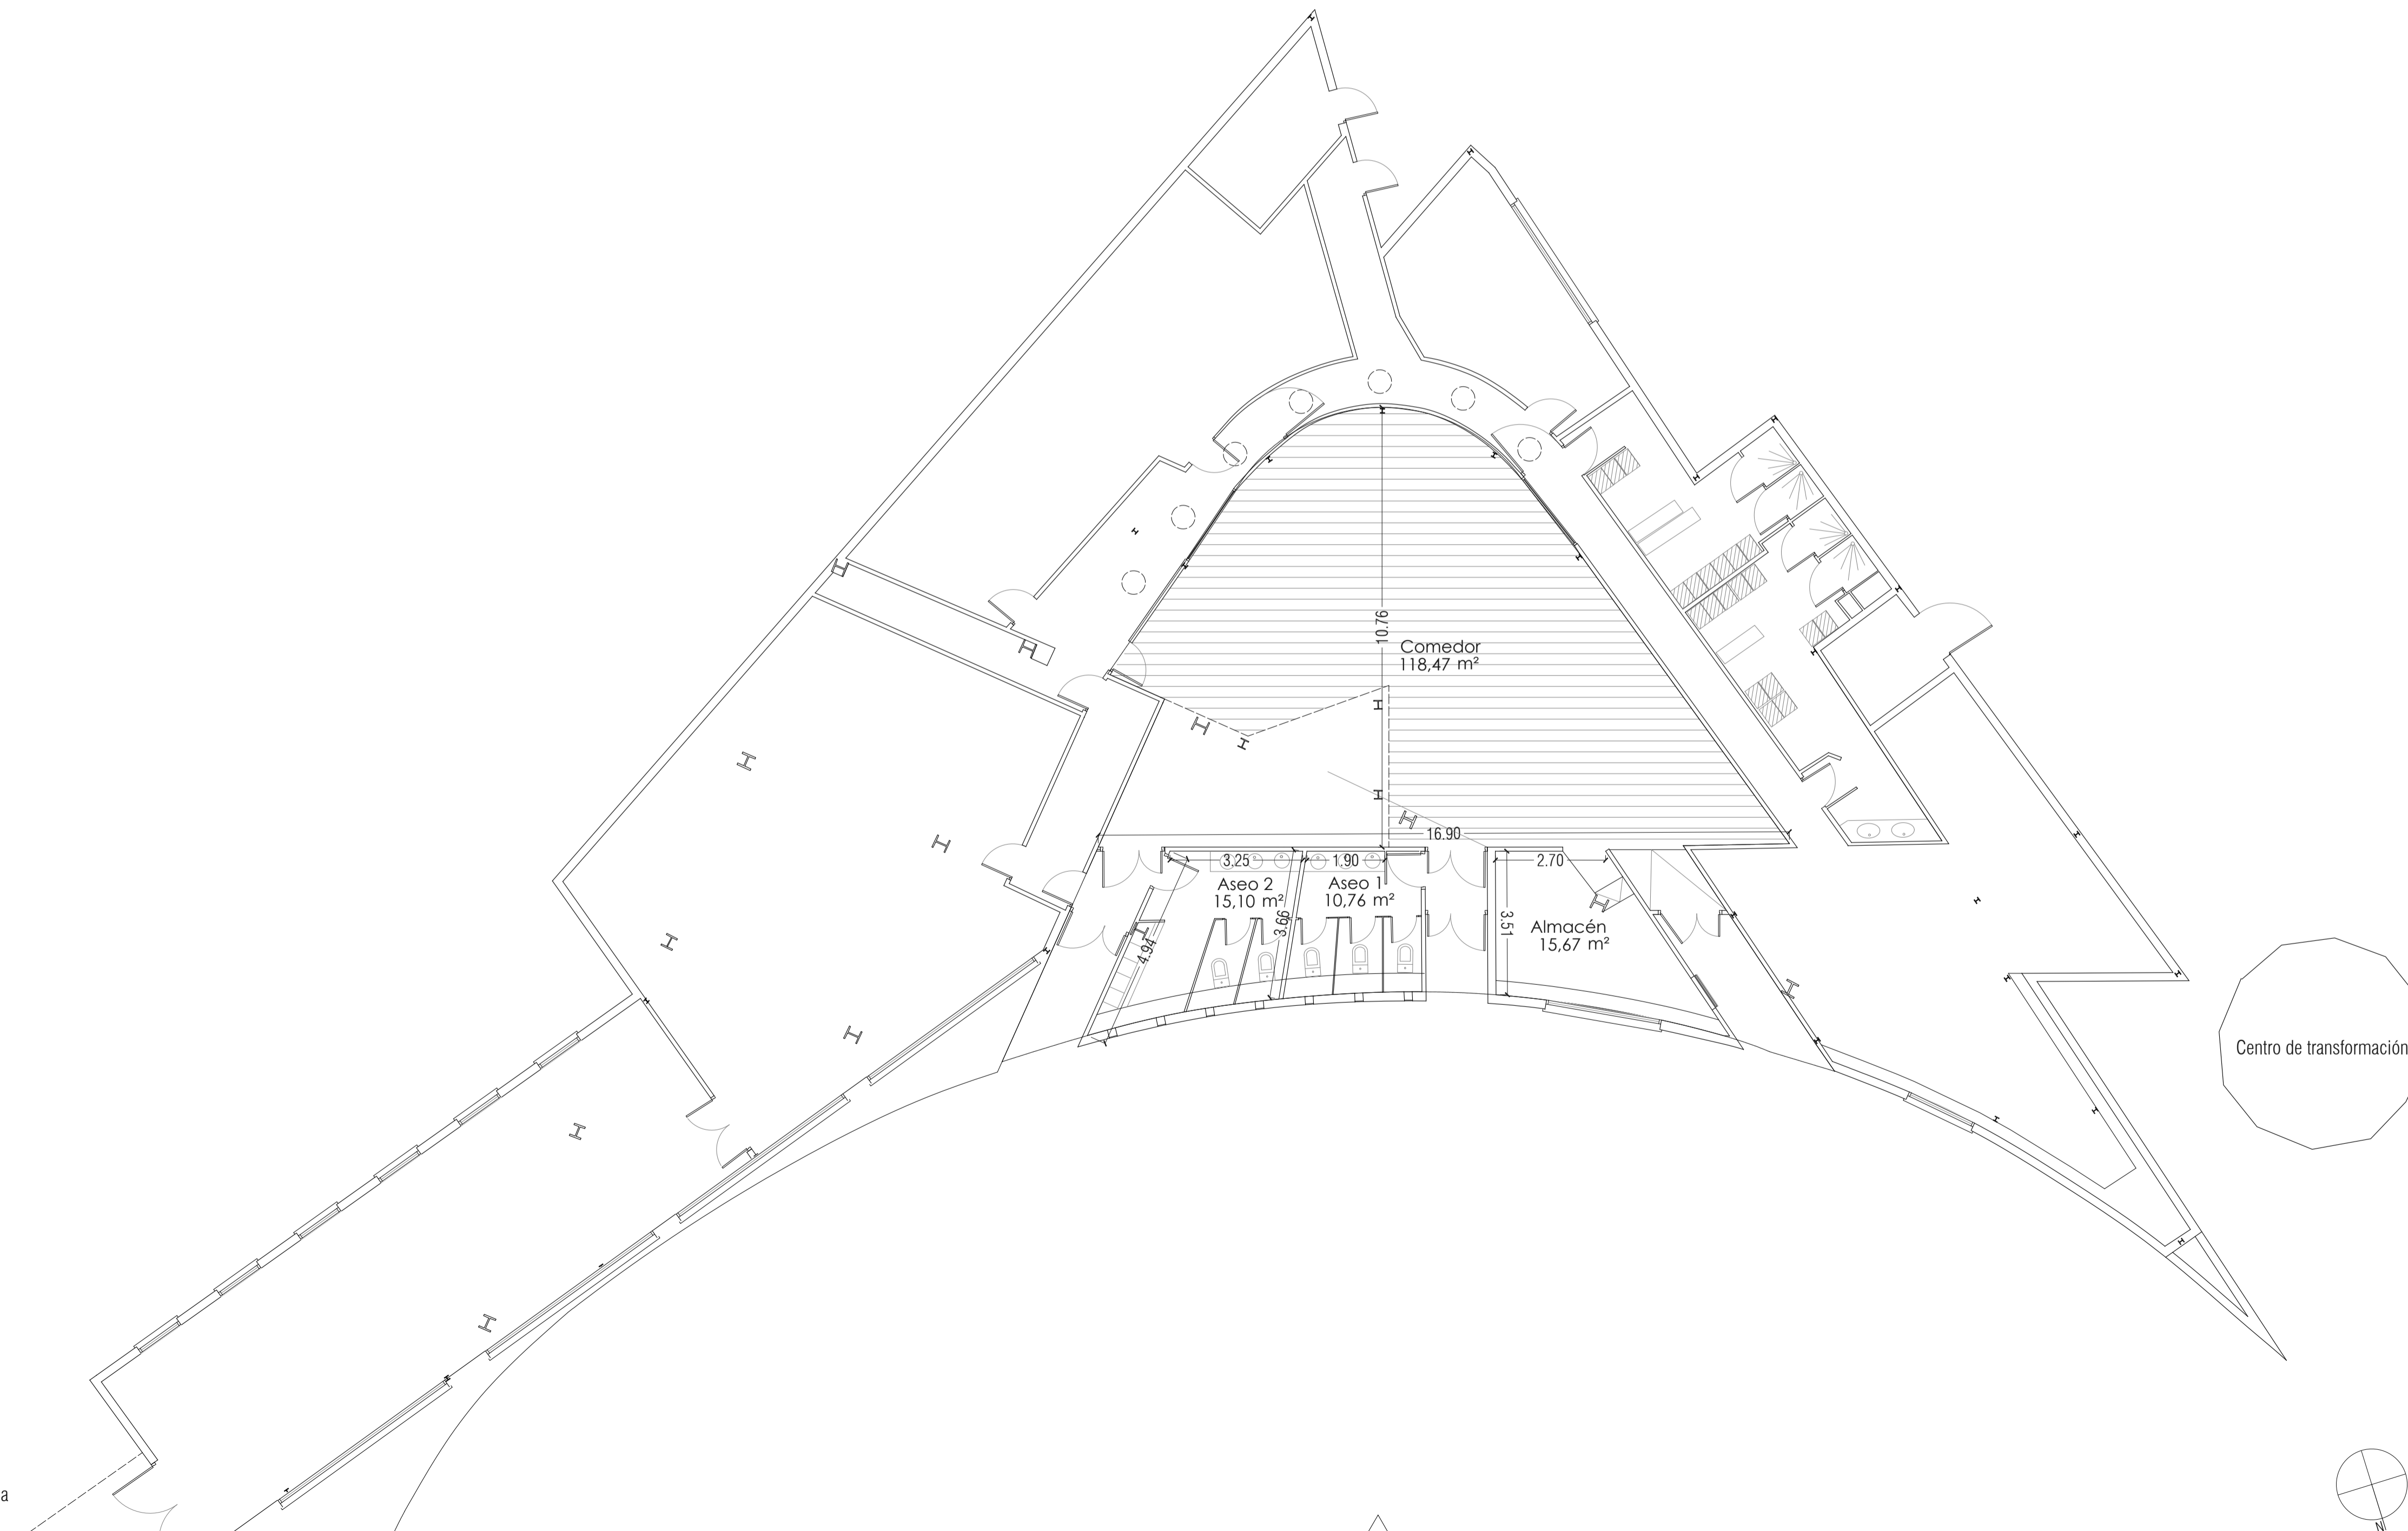 10.76
Comedor
118,47 m²
16.90
3.25
1.90
2.70
Aseo 2
15,10 m²
Aseo 1
10,76 m²
3.66
4.94
3.51
Almacén
15,67 m²
Centro de transformación
a
N